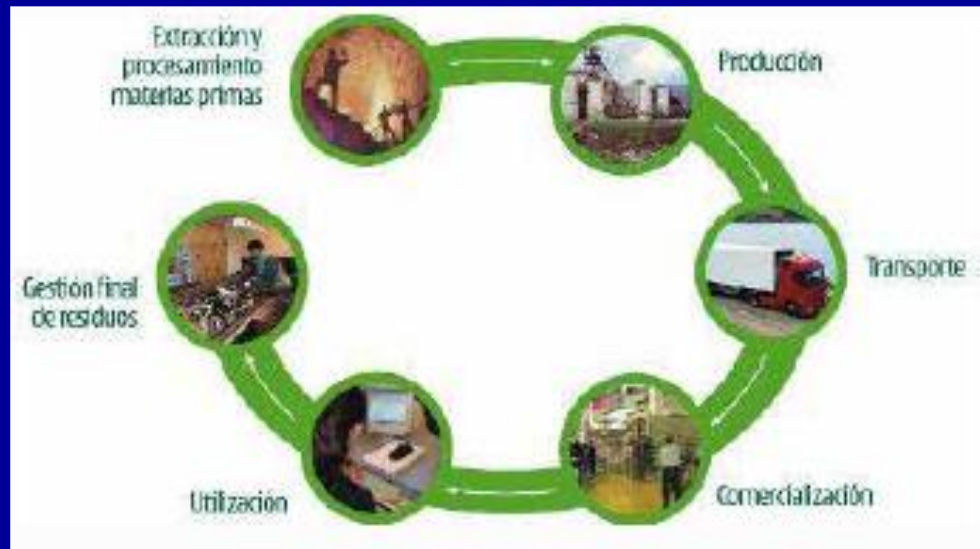 Extracción y
procesamiento
materias primas
Producción
Transporte
Comercialización
Utilización
Gestión final
de residuos